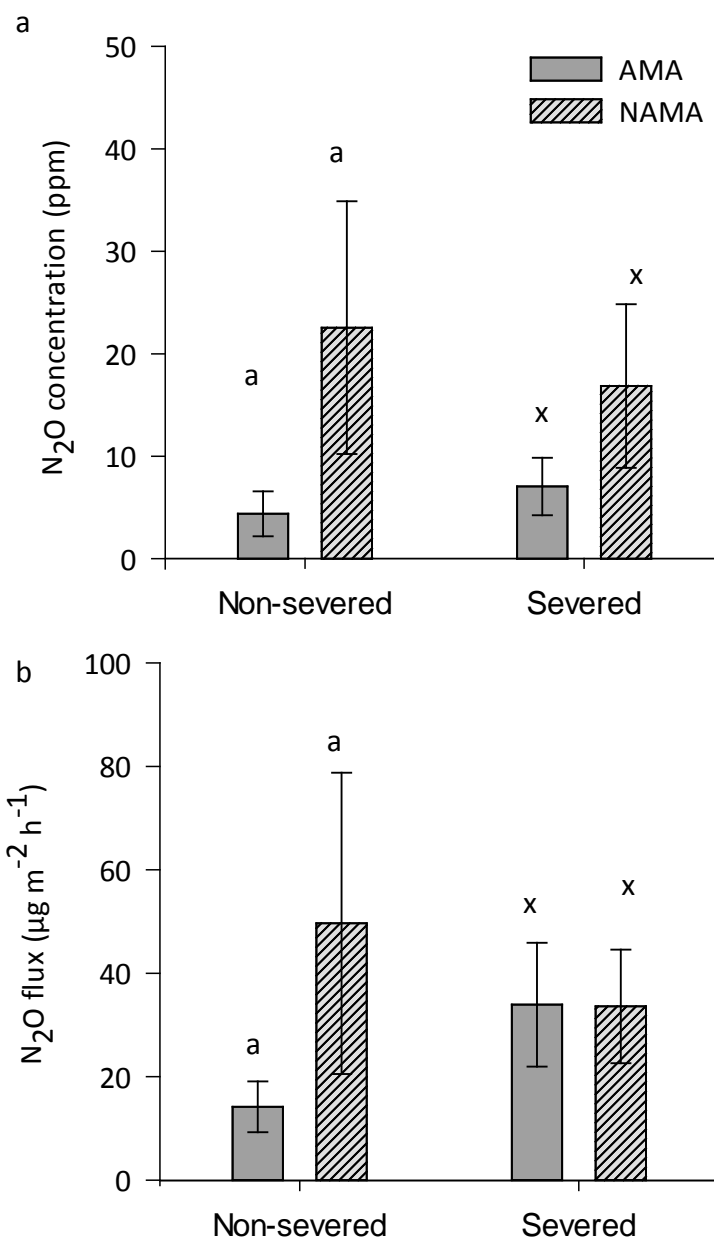 a
50
AMA
NAMA
40
a
30
x
20
a
x
10
0
N₂O concentration (ppm)
Non-severed Severed
b
100
80
a
60
x
x
40
20
a
0
N₂O flux (µg m⁻² h⁻¹)
Non-severed Severed